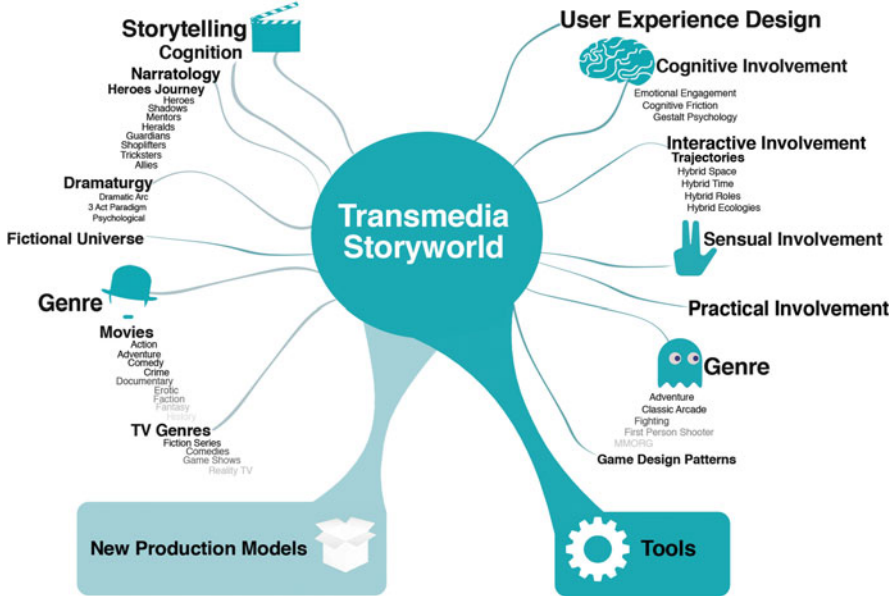 Storytelling
Cognition
Narratology
Heroes Journey
Heroes
Shadows
Mentors
Heralds
Guardians
Shoplifters
Tricksters
Allies
Dramaturgy
Dramatic Arc
3 Act Paradigm
Psychological
Fictional Universe
Genre
Movies
Action
Adventure
Comedy
Crime
Documentary
Erotic
Faction
Fantasy
History
TV Genres
Fiction Series
Comedies
Game Shows
Reality TV
Transmedia
Storyworld
User Experience Design
Cognitive Involvement
Emotional Engagement
Cognitive Friction
Gestalt Psychology
Interactive Involvement
Trajectories
Hybrid Space
Hybrid Time
Hybrid Roles
Hybrid Ecologies
Sensual Involvement
Practical Involvement
Genre
Adventure
Classic Arcade
Fighting
First Person Shooter
MMORG
Game Design Patterns
New Production Models
Tools